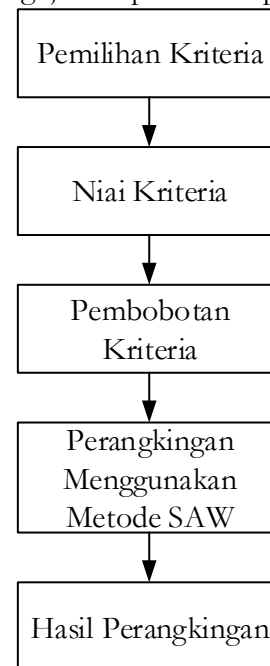 Pemilihan Kriteria
Niai Kriteria
Pembobotan
Kriteria
Perangkingan
Menggunakan
Metode SAW
Hasil Perangkingan